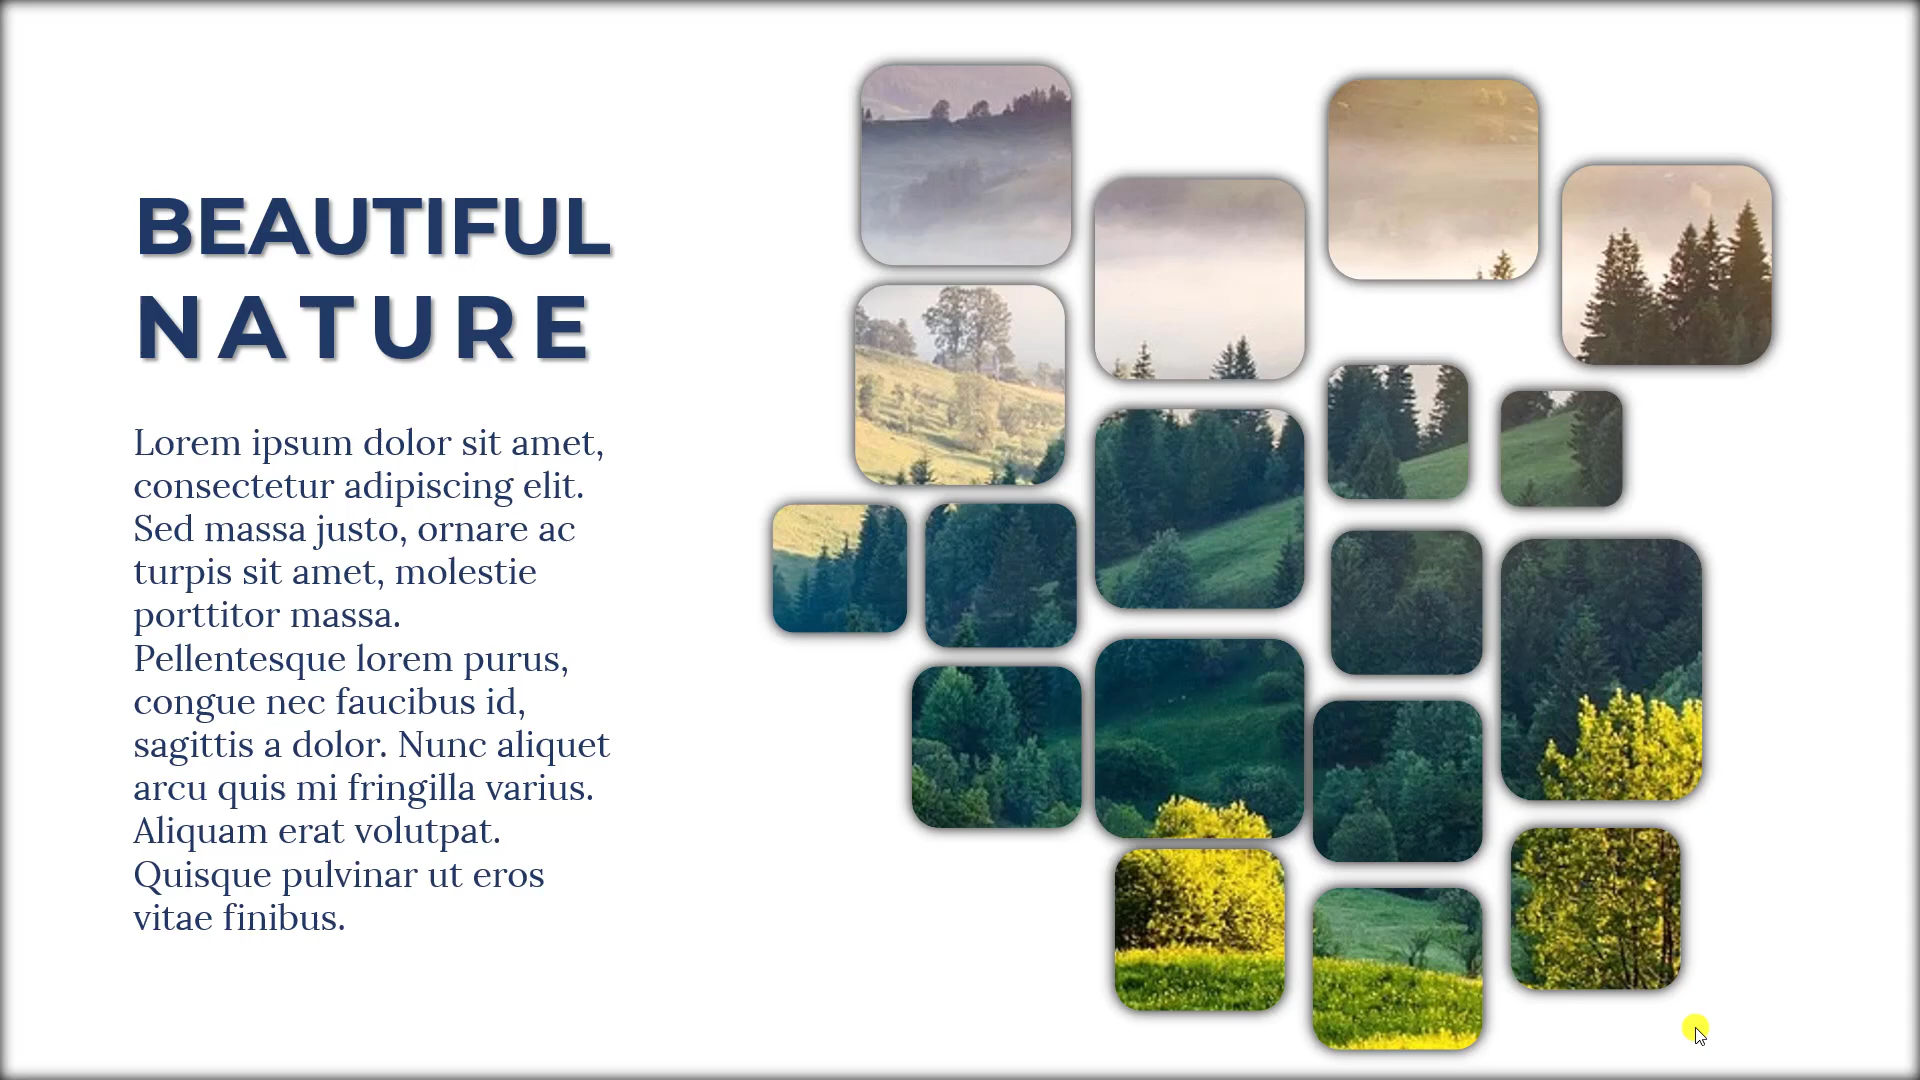 BEAUTIFUL
NATURE
Lorem ipsum dolor sit amet,
consectetur adipiscing elit.
Sed massa justo, ornare ac
turpis sit amet, molestie
porttitor massa.
Pellentesque lorem purus,
congue nec faucibus id,
sagittis a dolor. Nunc aliquet
arcu quis mi fringilla varius.
Aliquam erat volutpat.
Quisque pulvinar ut eros
vitae finibus.